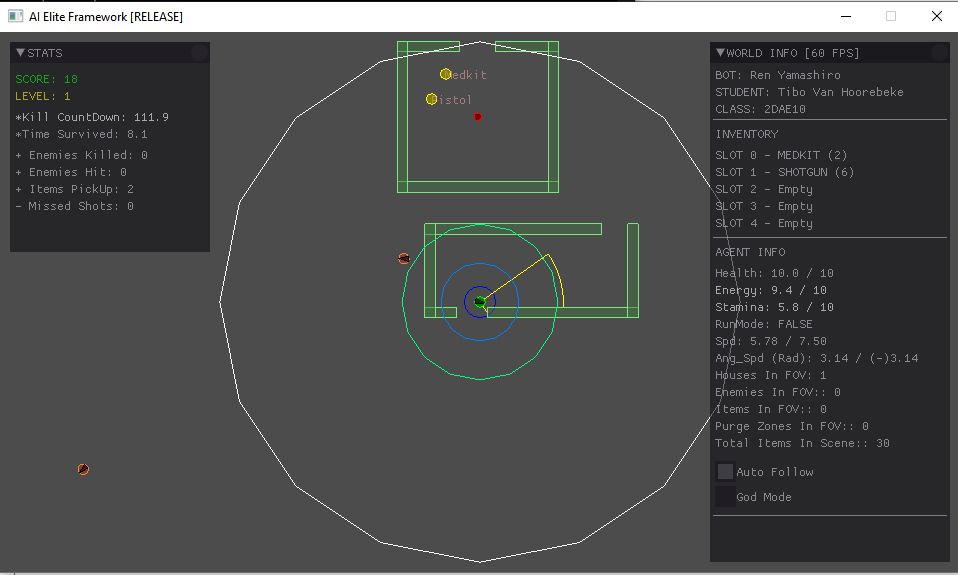 AI Elite Framework [RELEASE]
STATS
SCORE: 18
LEVEL: 1
*Kill CountDown: 111.9
*Time Survived: 8.1
+ Enemies Killed: 0
+ Enemies Hit: 0
+ Items PickUp: 2
- Missed Shots: 0
Medkit
Pistol
WORLD INFO [60 FPS]
BOT: Ren Yamashiro
STUDENT: Tibo Van Hoorebeke
CLASS: 2DAE10
INVENTORY
SLOT 0 - MEDKIT (2)
SLOT 1 - SHOTGUN (6)
SLOT 2 - Empty
SLOT 3 - Empty
SLOT 4 - Empty
AGENT INFO
Health: 10.0 / 10
Energy: 9.4 / 10
Stamina: 5.8 / 10
RunMode: FALSE
Spd: 5.78 / 7.50
Ang_Spd (Rad): 3.14 / (-)3.14
Houses In FOV: 1
Enemies In FOV:: 0
Items In FOV:: 0
Purge Zones In FOV:: 0
Total Items In Scene:: 30
Auto Follow
God Mode